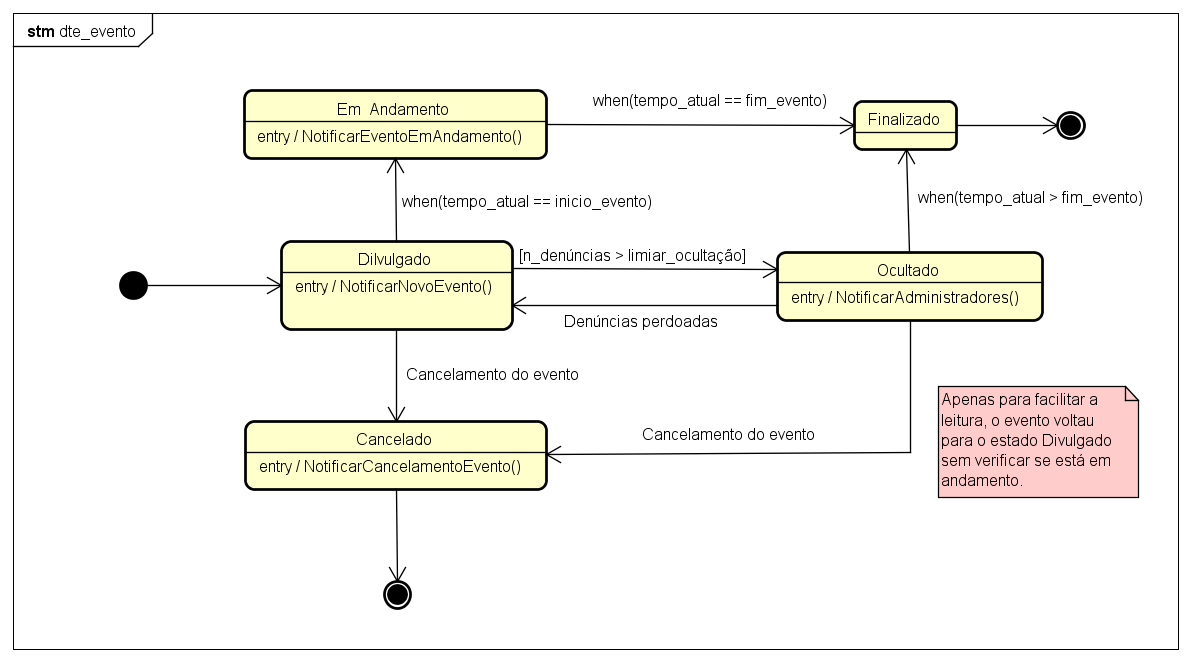 stm dte_evento
Em Andamento
entry / NotificarEventoEmAndamento()
when(tempo_atual == fim_evento)
Finalizado
when(tempo_atual == inicio_evento)
when(tempo_atual > fim_evento)
Dilvulgado
entry / NotificarNovoEvento()
[n_denúncias > limiar_ocultação]
Ocultado
entry / NotificarAdministradores()
Denúncias perdoadas
Cancelamento do evento
Cancelado
entry / NotificarCancelamentoEvento()
Cancelamento do evento
Apenas para facilitar a
leitura, o evento voltau
para o estado Divulgado
sem verificar se está em
andamento.